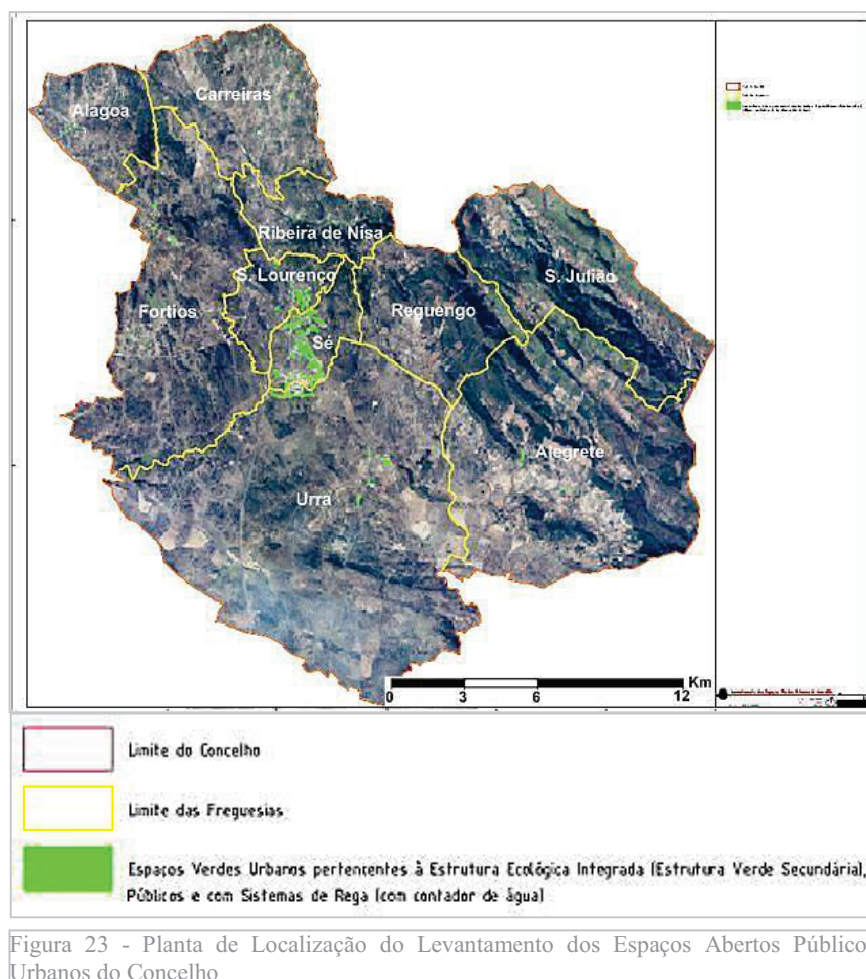 Alagoa
Carreiras
Ribeira de Nisa
S. Lourenço
S. Julião
Fortios
Reguengo
Sé
Alegrete
Urra
Km
0 3 6 12
Limite do Concelho
Limite das Freguesias
Espaços Verdes Urbanos pertencentes à Estrutura Ecológica Integrada (Estrutura Verde Secundária),
Públicos e com Sistemas de Rega (com contador de água)
Figura 23 - Planta de Localização do Levantamento dos Espaços Abertos Público
Urbanos do Concelho